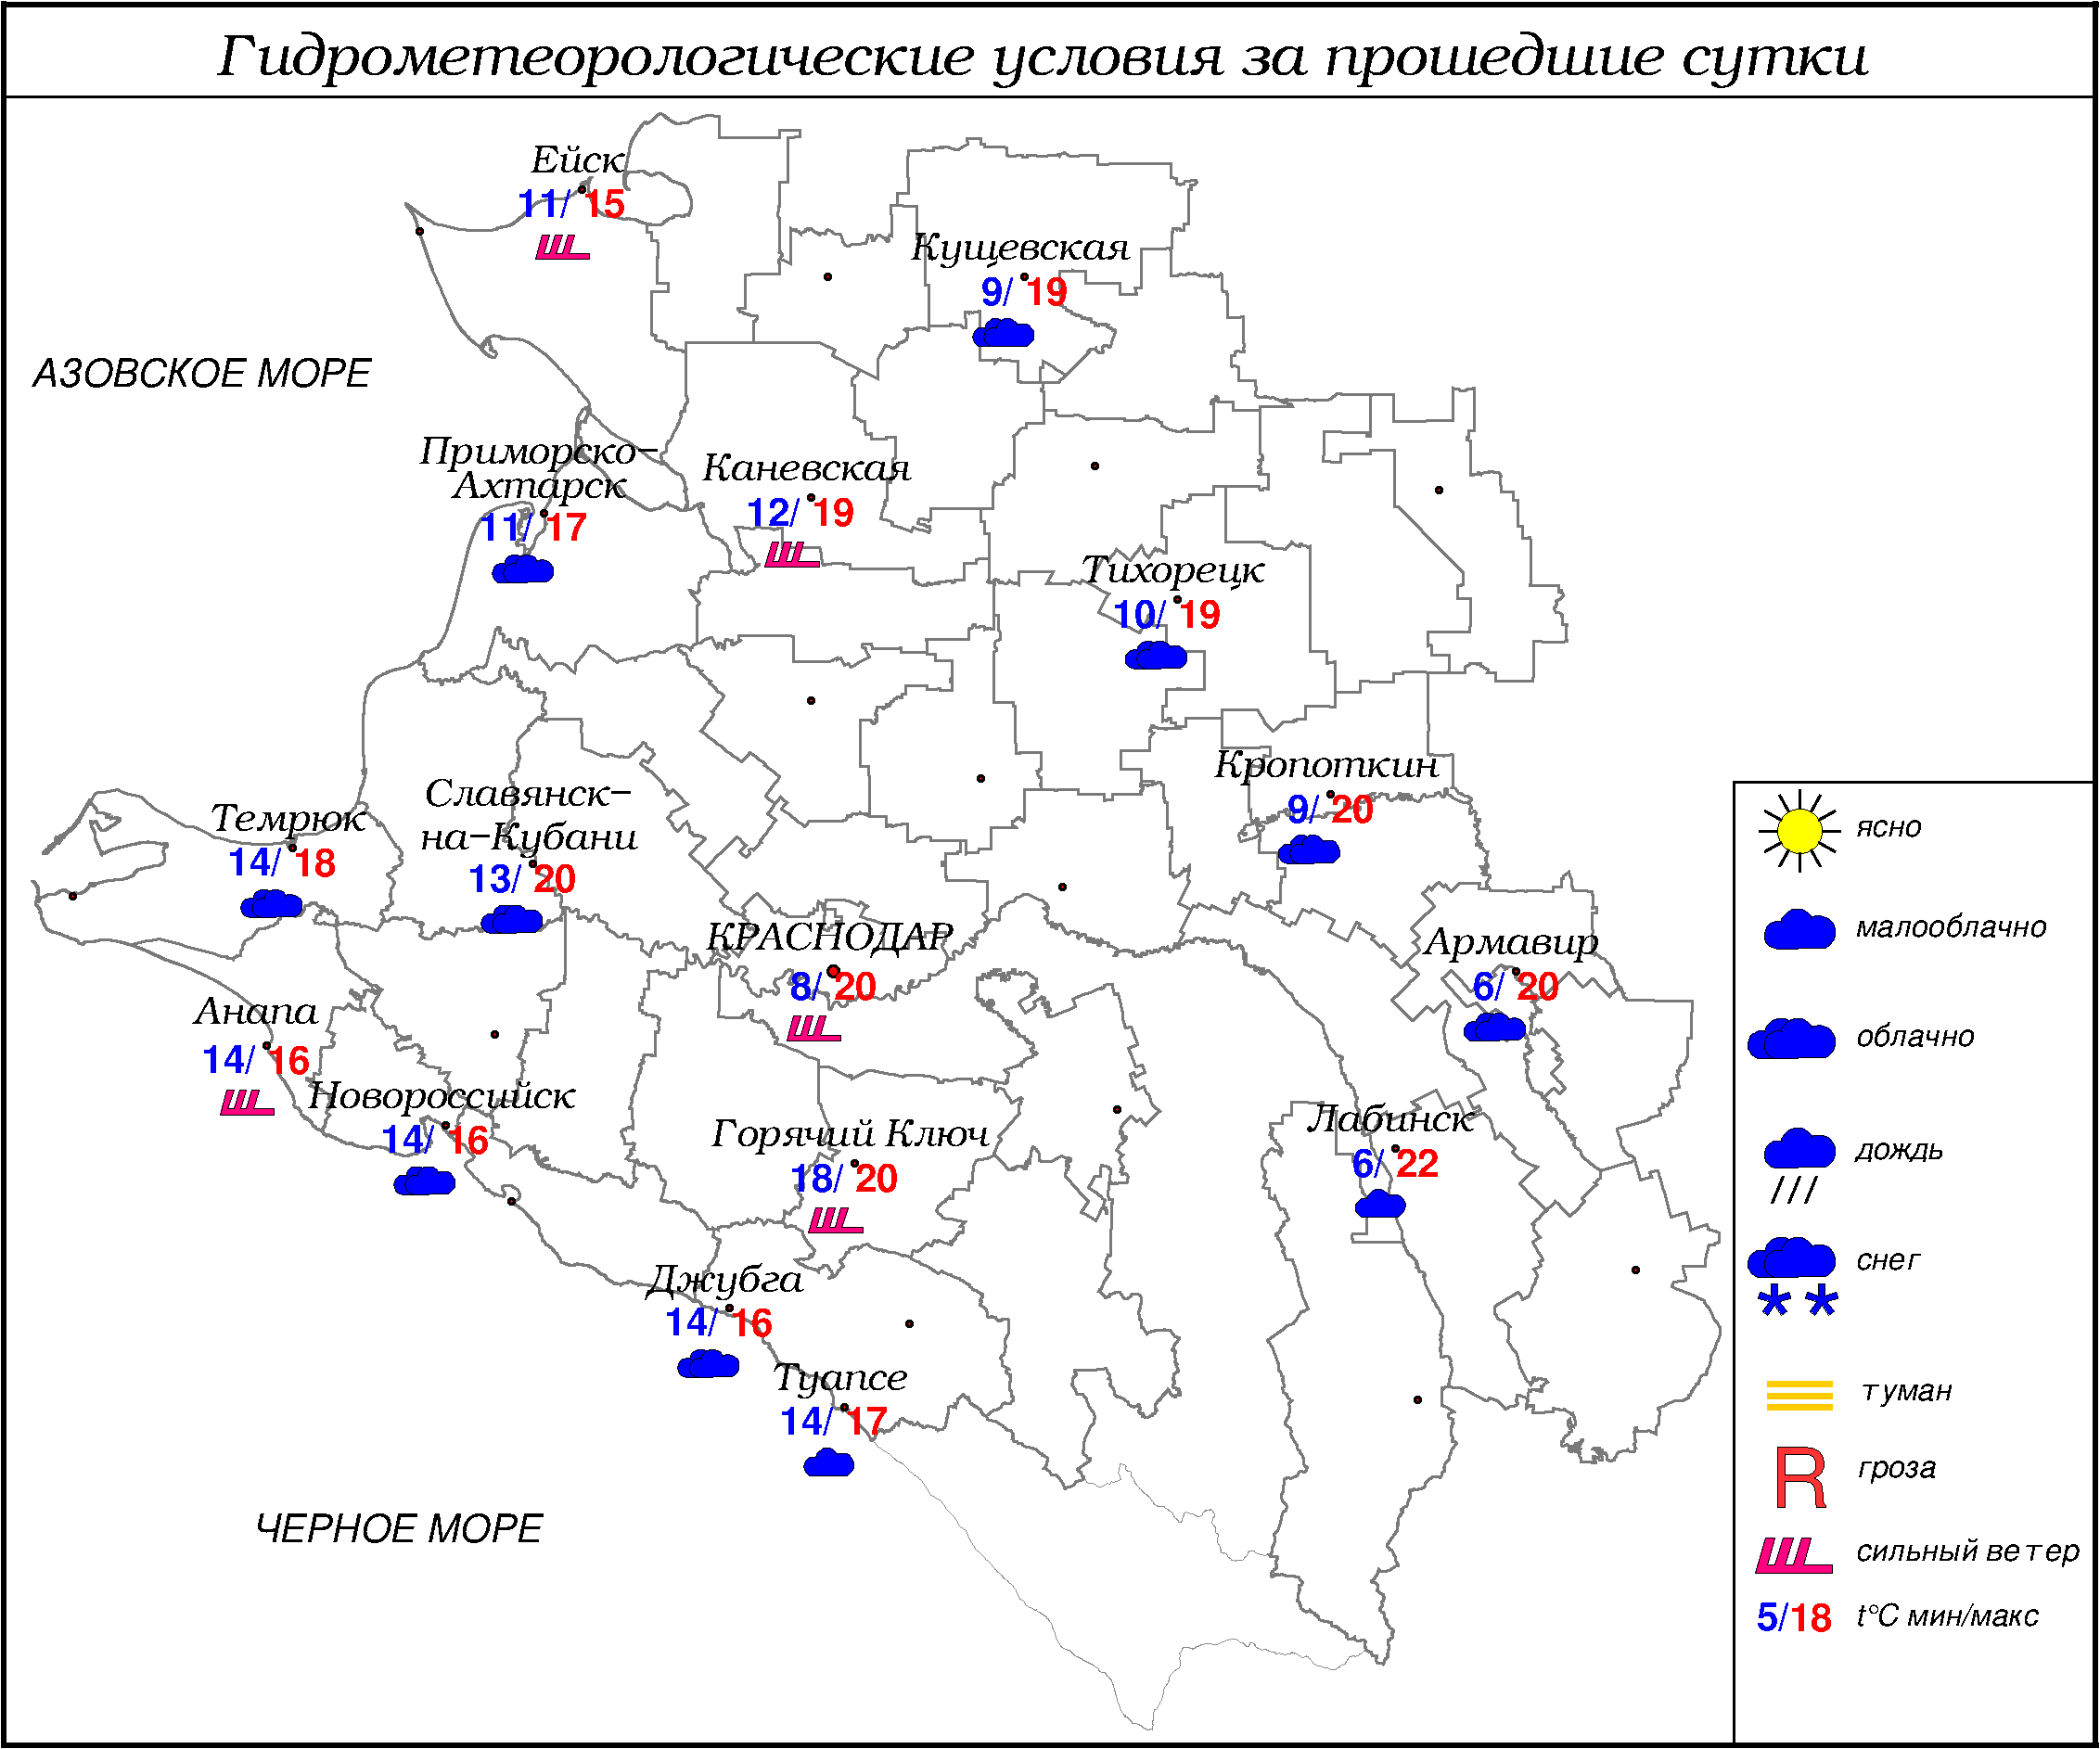 Гидрометеорологические условия за прошедшие сутки
Ейск
11/ 15
Кущевская
9/ 19
АЗОВСКОЕ МОРЕ
Приморско-
Ахтарск
11/ 17
Каневская
12/ 19
Тихорецк
10/ 19
Кропоткин
9/ 20
Темрюк
14/ 18
Славянск-
на-Кубани
13/ 20
КРАСНОДАР
8/ 20
Армавир
6/ 20
Анапа
14/ 16
Новороссийск
14/ 16
Горячий Ключ
18/ 20
Лабинск
6/ 22
Джубга
14/ 16
Туапсе
14/ 17
ЧЕРНОЕ МОРЕ
ясно
малооблачно
облачно
дождь
снег
туман
R гроза
сильный ветер
5/18 t°C мин/макс